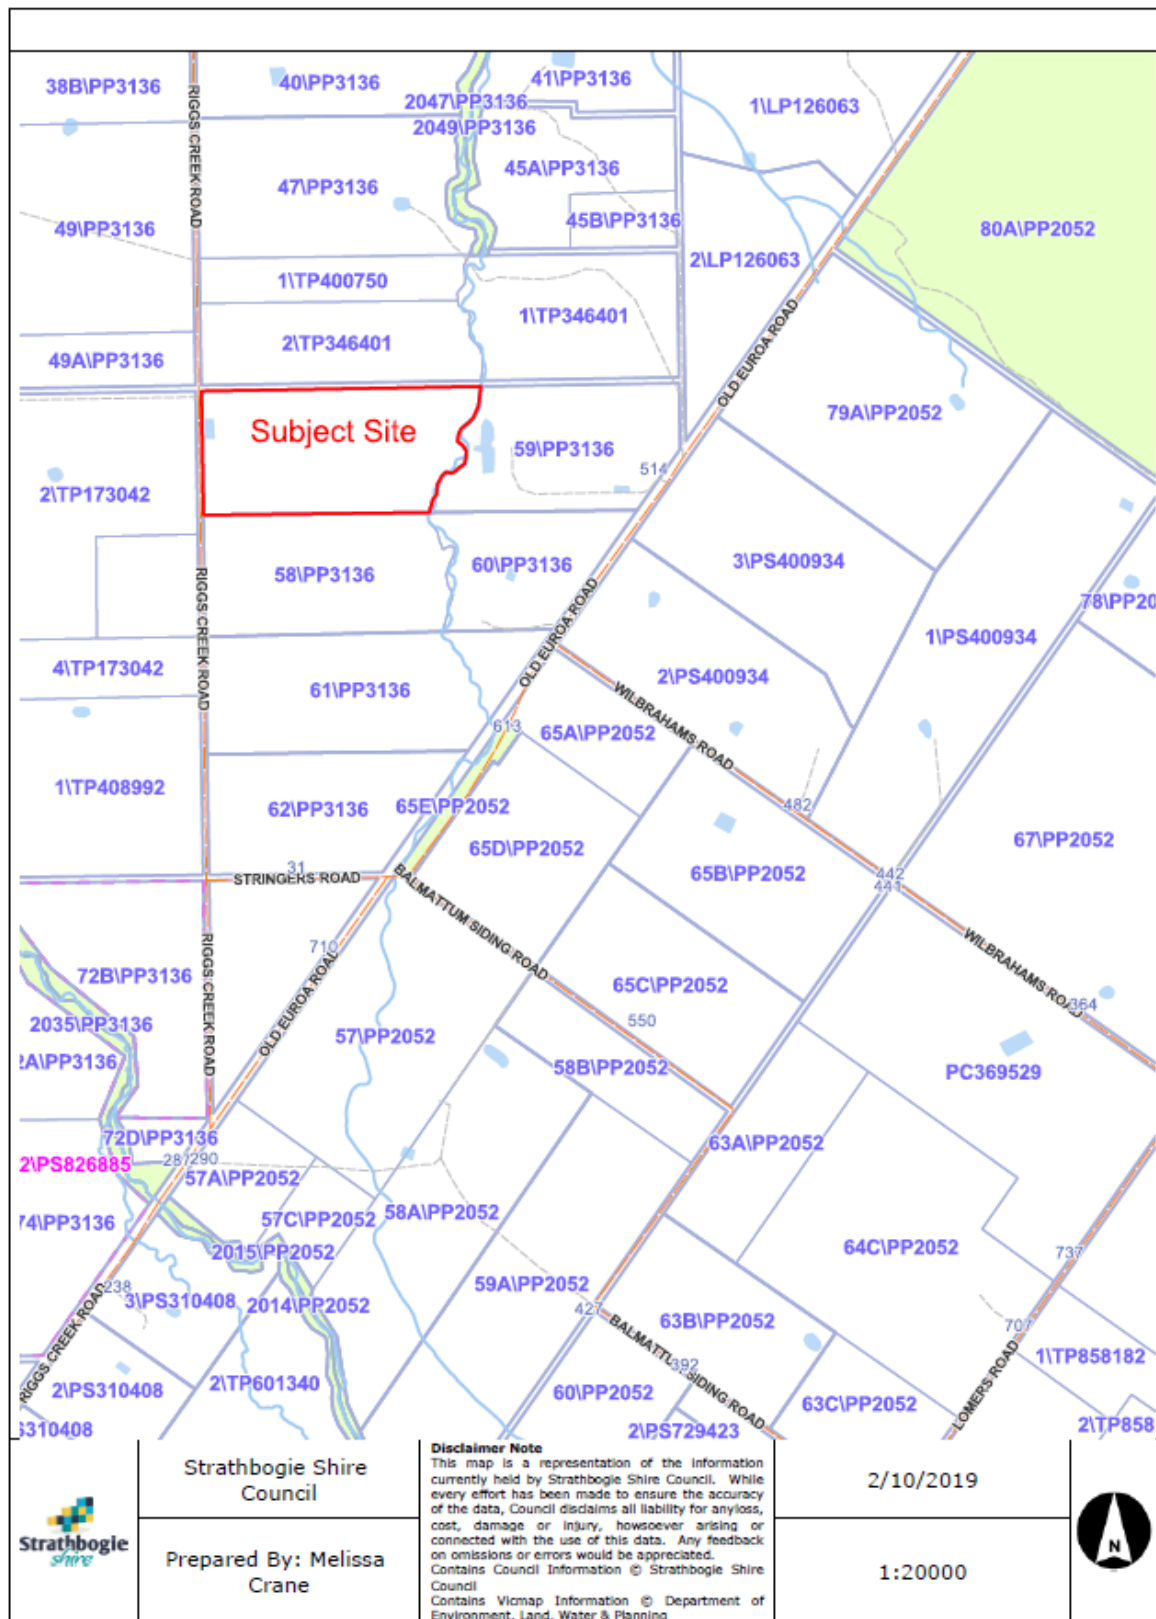 38B\PP3136
40\PP3136
41\PP3136
2047\PP3136
2049\PP3136
1\LP126063
RIGGS CREEK ROAD
47\PP3136
45A\PP3136
45B\PP3136
49\PP3136
80A\PP2052
2\LP126063
1\TP400750
1\TP346401
2\TP346401
49A\PP3136
OLD EUROA ROAD
79A\PP2052
Subject Site
59\PP3136
514
2\TP173042
3\PS400934
58\PP3136
60\PP3136
RIGGS CREEK ROAD
OLD EUROA ROAD
78\PP20
1\PS400934
4\TP173042
2\PS400934
61\PP3136
WILBRAHAMS ROAD
613
65A\PP2052
1\TP408992
62\PP3136
65E\PP2052
482
67\PP2052
65D\PP2052
65B\PP2052
31
STRINGERS ROAD
442
441
BALMATTUM SIDING ROAD
710
RIGGS CREEK ROAD
OLD EUROA ROAD
WILBRAHAMS ROAD
72B\PP3136
65C\PP2052
364
2035\PP3136
550
57\PP2052
2A\PP3136
58B\PP2052
PC369529
72D\PP3136
63A\PP2052
2\PS826885
290
57A\PP2052
74\PP3136
57C\PP2052
58A\PP2052
2015\PP2052
64C\PP2052
737
238
3\PS310408
2014\PP2052
59A\PP2052
427
63B\PP2052
707
RIGGS CREEK ROAD
BALMATTUM SIDING ROAD
392
LOMERS ROAD
1\TP858182
2\PS310408
2\TP601340
60\PP2052
63C\PP2052
S310408
2\PS729423
2\TP858
Strathbogie
shire
Strathbogie Shire
Council
Prepared By: Melissa
Crane
Disclaimer Note
This map is a representation of the information
currently held by Strathbogie Shire Council. While
every effort has been made to ensure the accuracy
of the data, Council disclaims all liability for anyloss,
cost, damage or injury, howsoever arising or
connected with the use of this data. Any feedback
on omissions or errors would be appreciated.
Contains Council Information © Strathbogie Shire
Council
Contains Vicmap Information © Department of
Environment, Land, Water & Planning
2/10/2019
1:20000
N